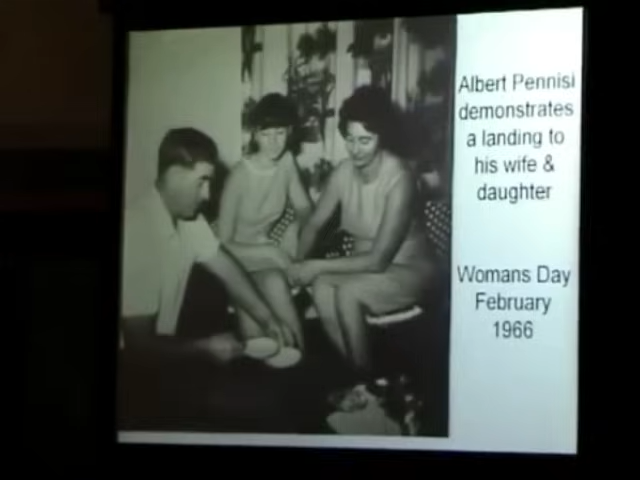 Albert Pennisi
demonstrates
a landing to
his wife &
daughter
Womans Day
February
1966